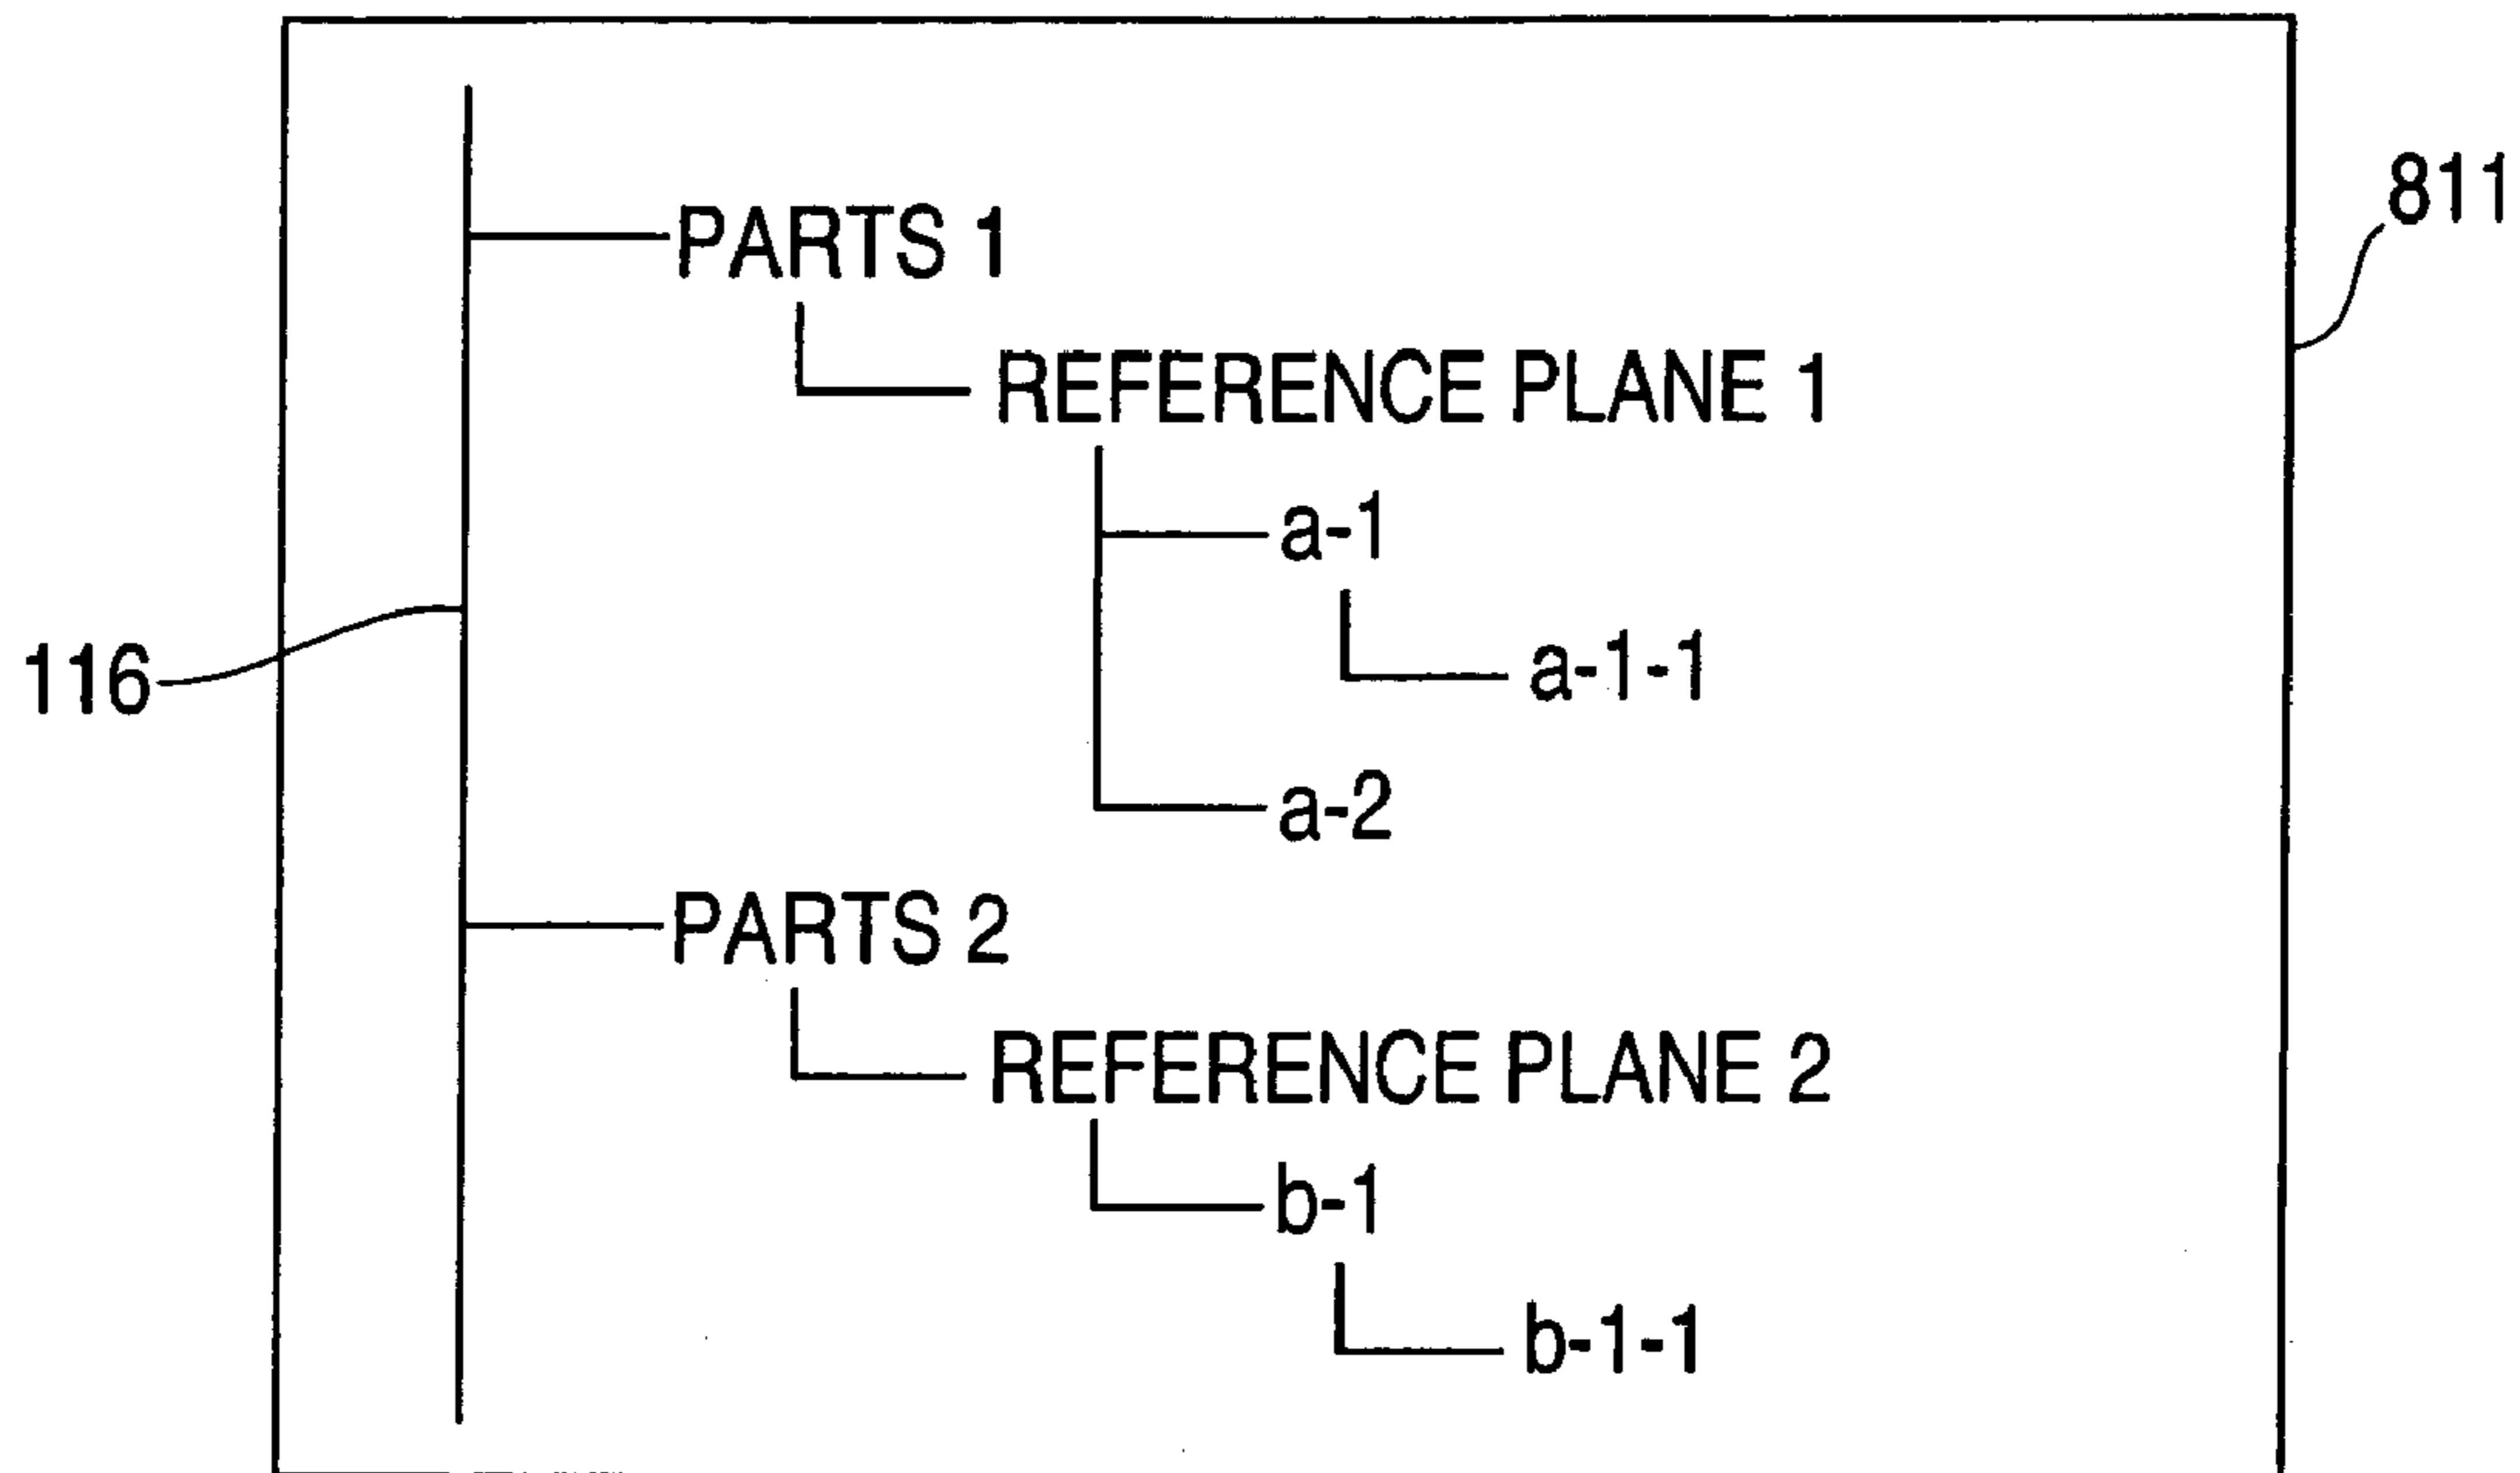 811
PARTS 1
REFERENCE PLANE 1
a-1
116
a-1-1
a-2
PARTS 2
REFERENCE PLANE 2
b-1
b-1-1